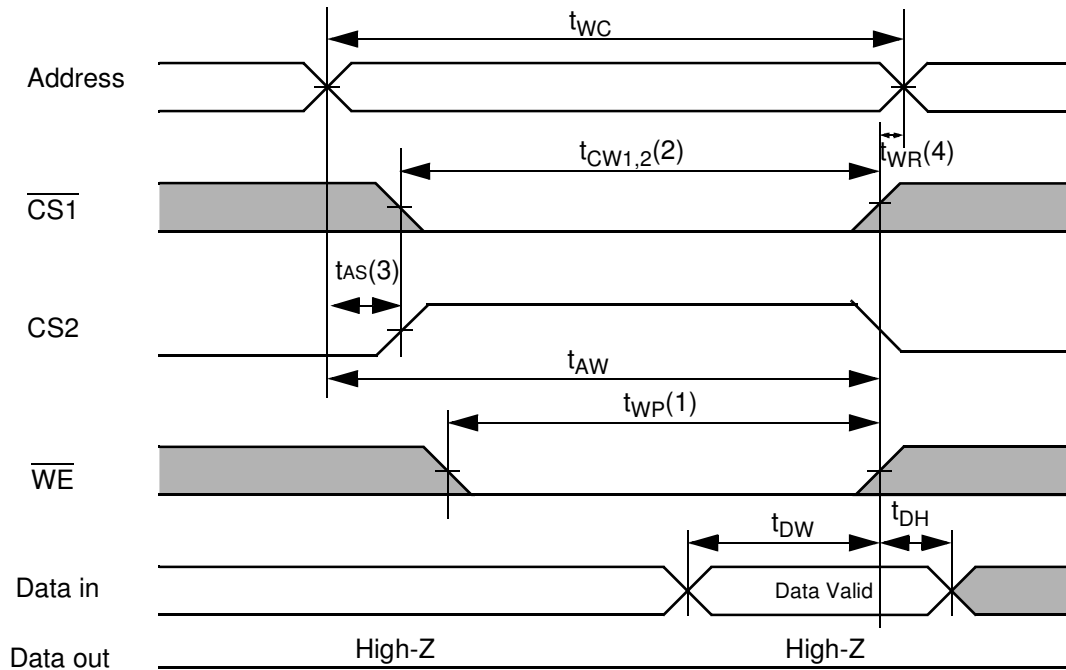 tWC
Address
tCW1,2(2)
tWR(4)
CS1
tAS(3)
CS2
tAW
tWP(1)
WE
tDW
tDH
Data in
Data Valid
Data out
High-Z
High-Z